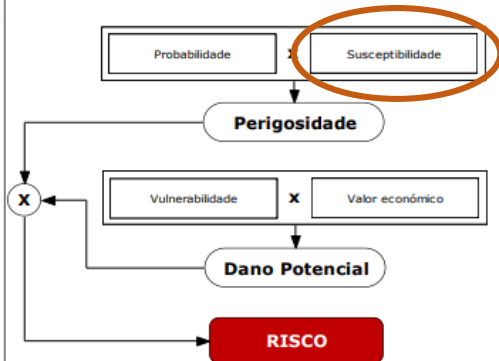 Probabilidade x Susceptibilidade
Perigosidade
X
Vulnerabilidade x Valor económico
Dano Potencial
RISCO